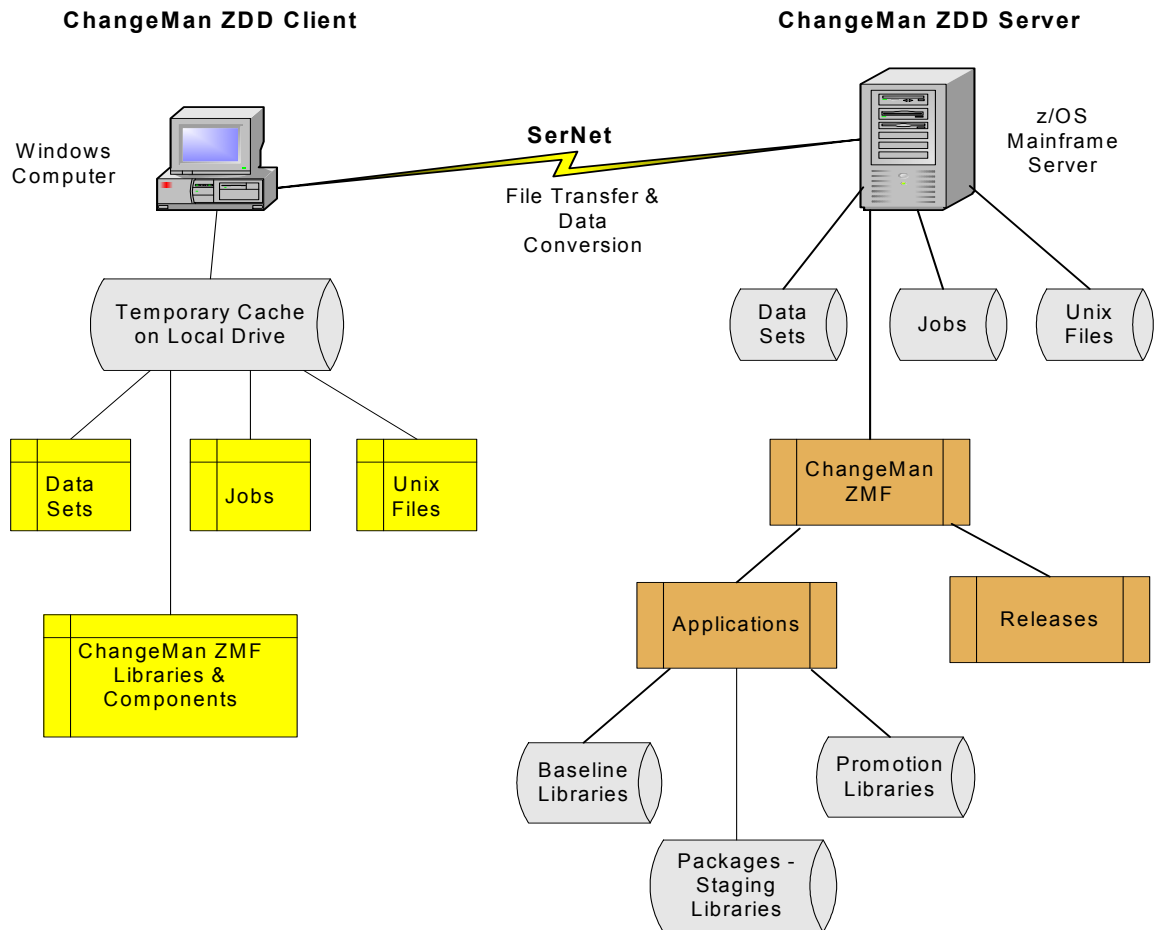 ChangeMan ZDD Client
ChangeMan ZDD Server
Windows
Computer
SerNet
File Transfer &
Data
Conversion
z/OS
Mainframe
Server
Temporary Cache
on Local Drive
Data
Sets
Jobs
Unix
Files
Data
Sets
Jobs
Unix
Files
ChangeMan
ZMF
ChangeMan ZMF
Libraries &
Components
Applications
Releases
Baseline
Libraries
Promotion
Libraries
Packages -
Staging
Libraries